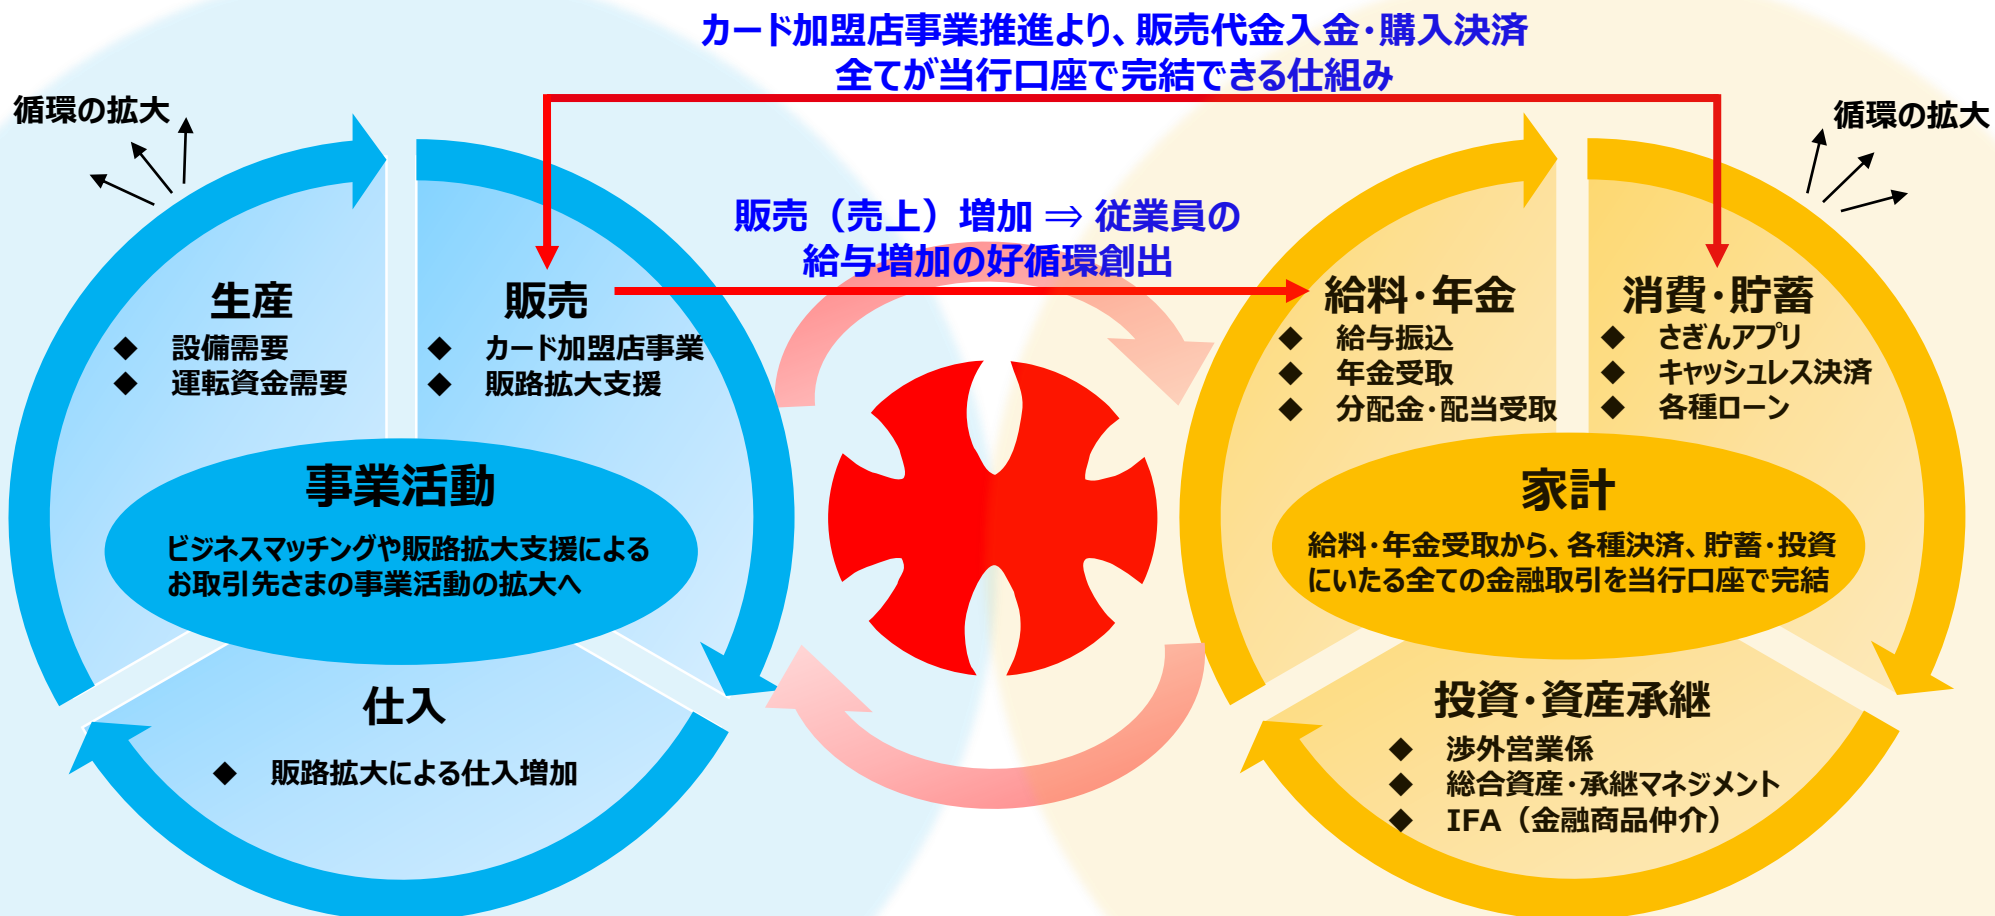 カード加盟店事業推進より、販売代金入金・購入決済
全てが当行口座で完結できる仕組み
循環の拡大
循環の拡大
販売（売上）増加 ⇒ 従業員の
給与増加の好循環創出
生産
◆ 設備需要
◆ 運転資金需要
販売
◆ カード加盟店事業
◆ 販路拡大支援
事業活動
ビジネスマッチングや販路拡大支援による
お取引先さまの事業活動の拡大へ
仕入
◆ 販路拡大による仕入増加
給料・年金
◆ 給与振込
◆ 年金受取
◆ 分配金・配当受取
消費・貯蓄
◆ さぎんアプリ
◆ キャッシュレス決済
◆ 各種ローン
家計
給料・年金受取から、各種決済、貯蓄・投資
にいたる全ての金融取引を当行口座で完結
投資・資産承継
◆ 渉外営業係
◆ 総合資産・承継マネジメント
◆ IFA（金融商品仲介）